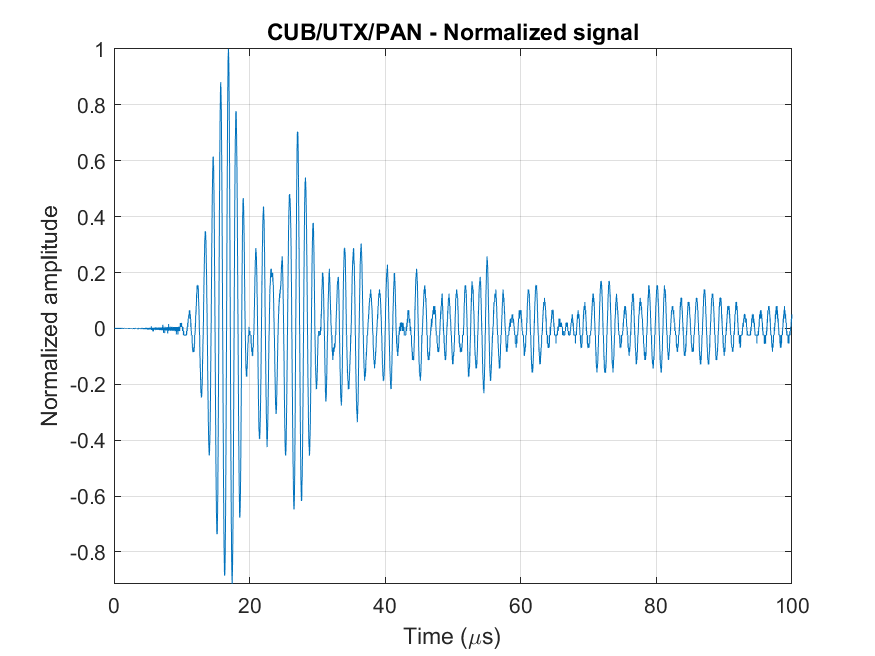 CUB/UTX/PAN - Normalized signal
Normalized amplitude
1
0.8
0.6
0.4
0.2
0
-0.2
-0.4
-0.6
-0.8
0 20 40 60 80 100
Time (μs)